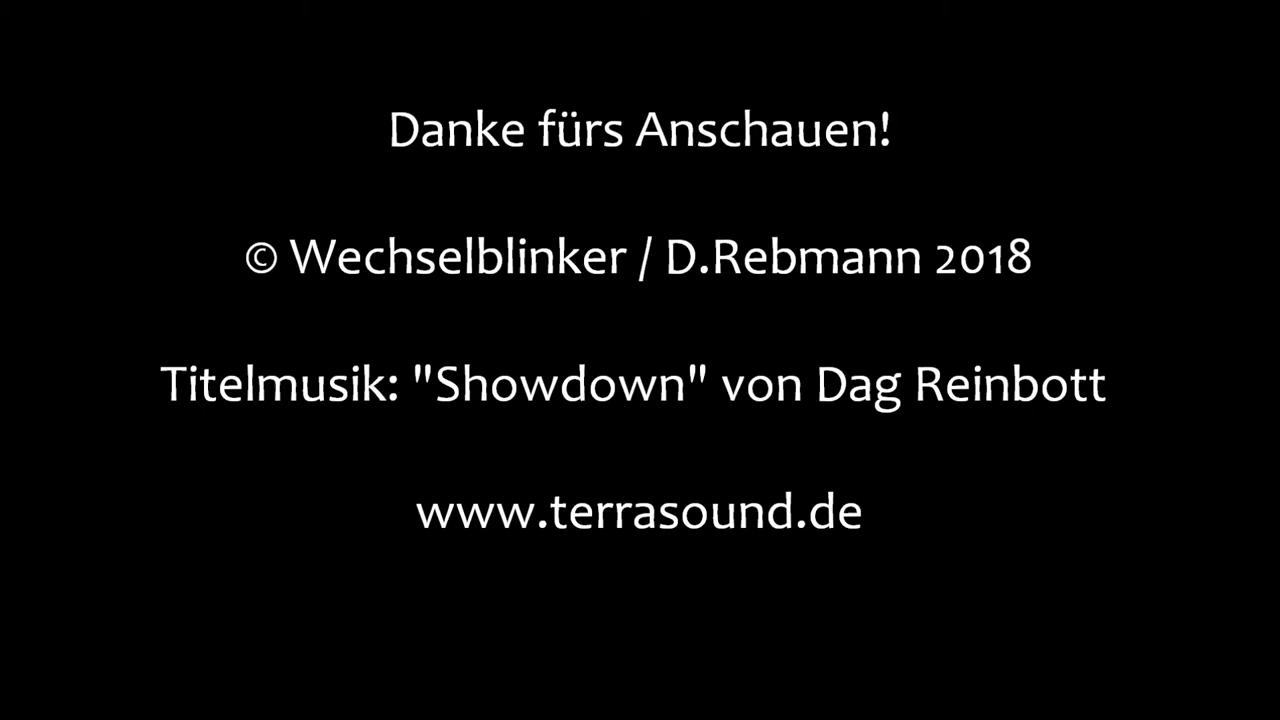 Danke fürs Anschauen!
© Wechselblinker / D.Rebmann 2018
Titelmusik: "Showdown" von Dag Reinbott
www.terrasound.de